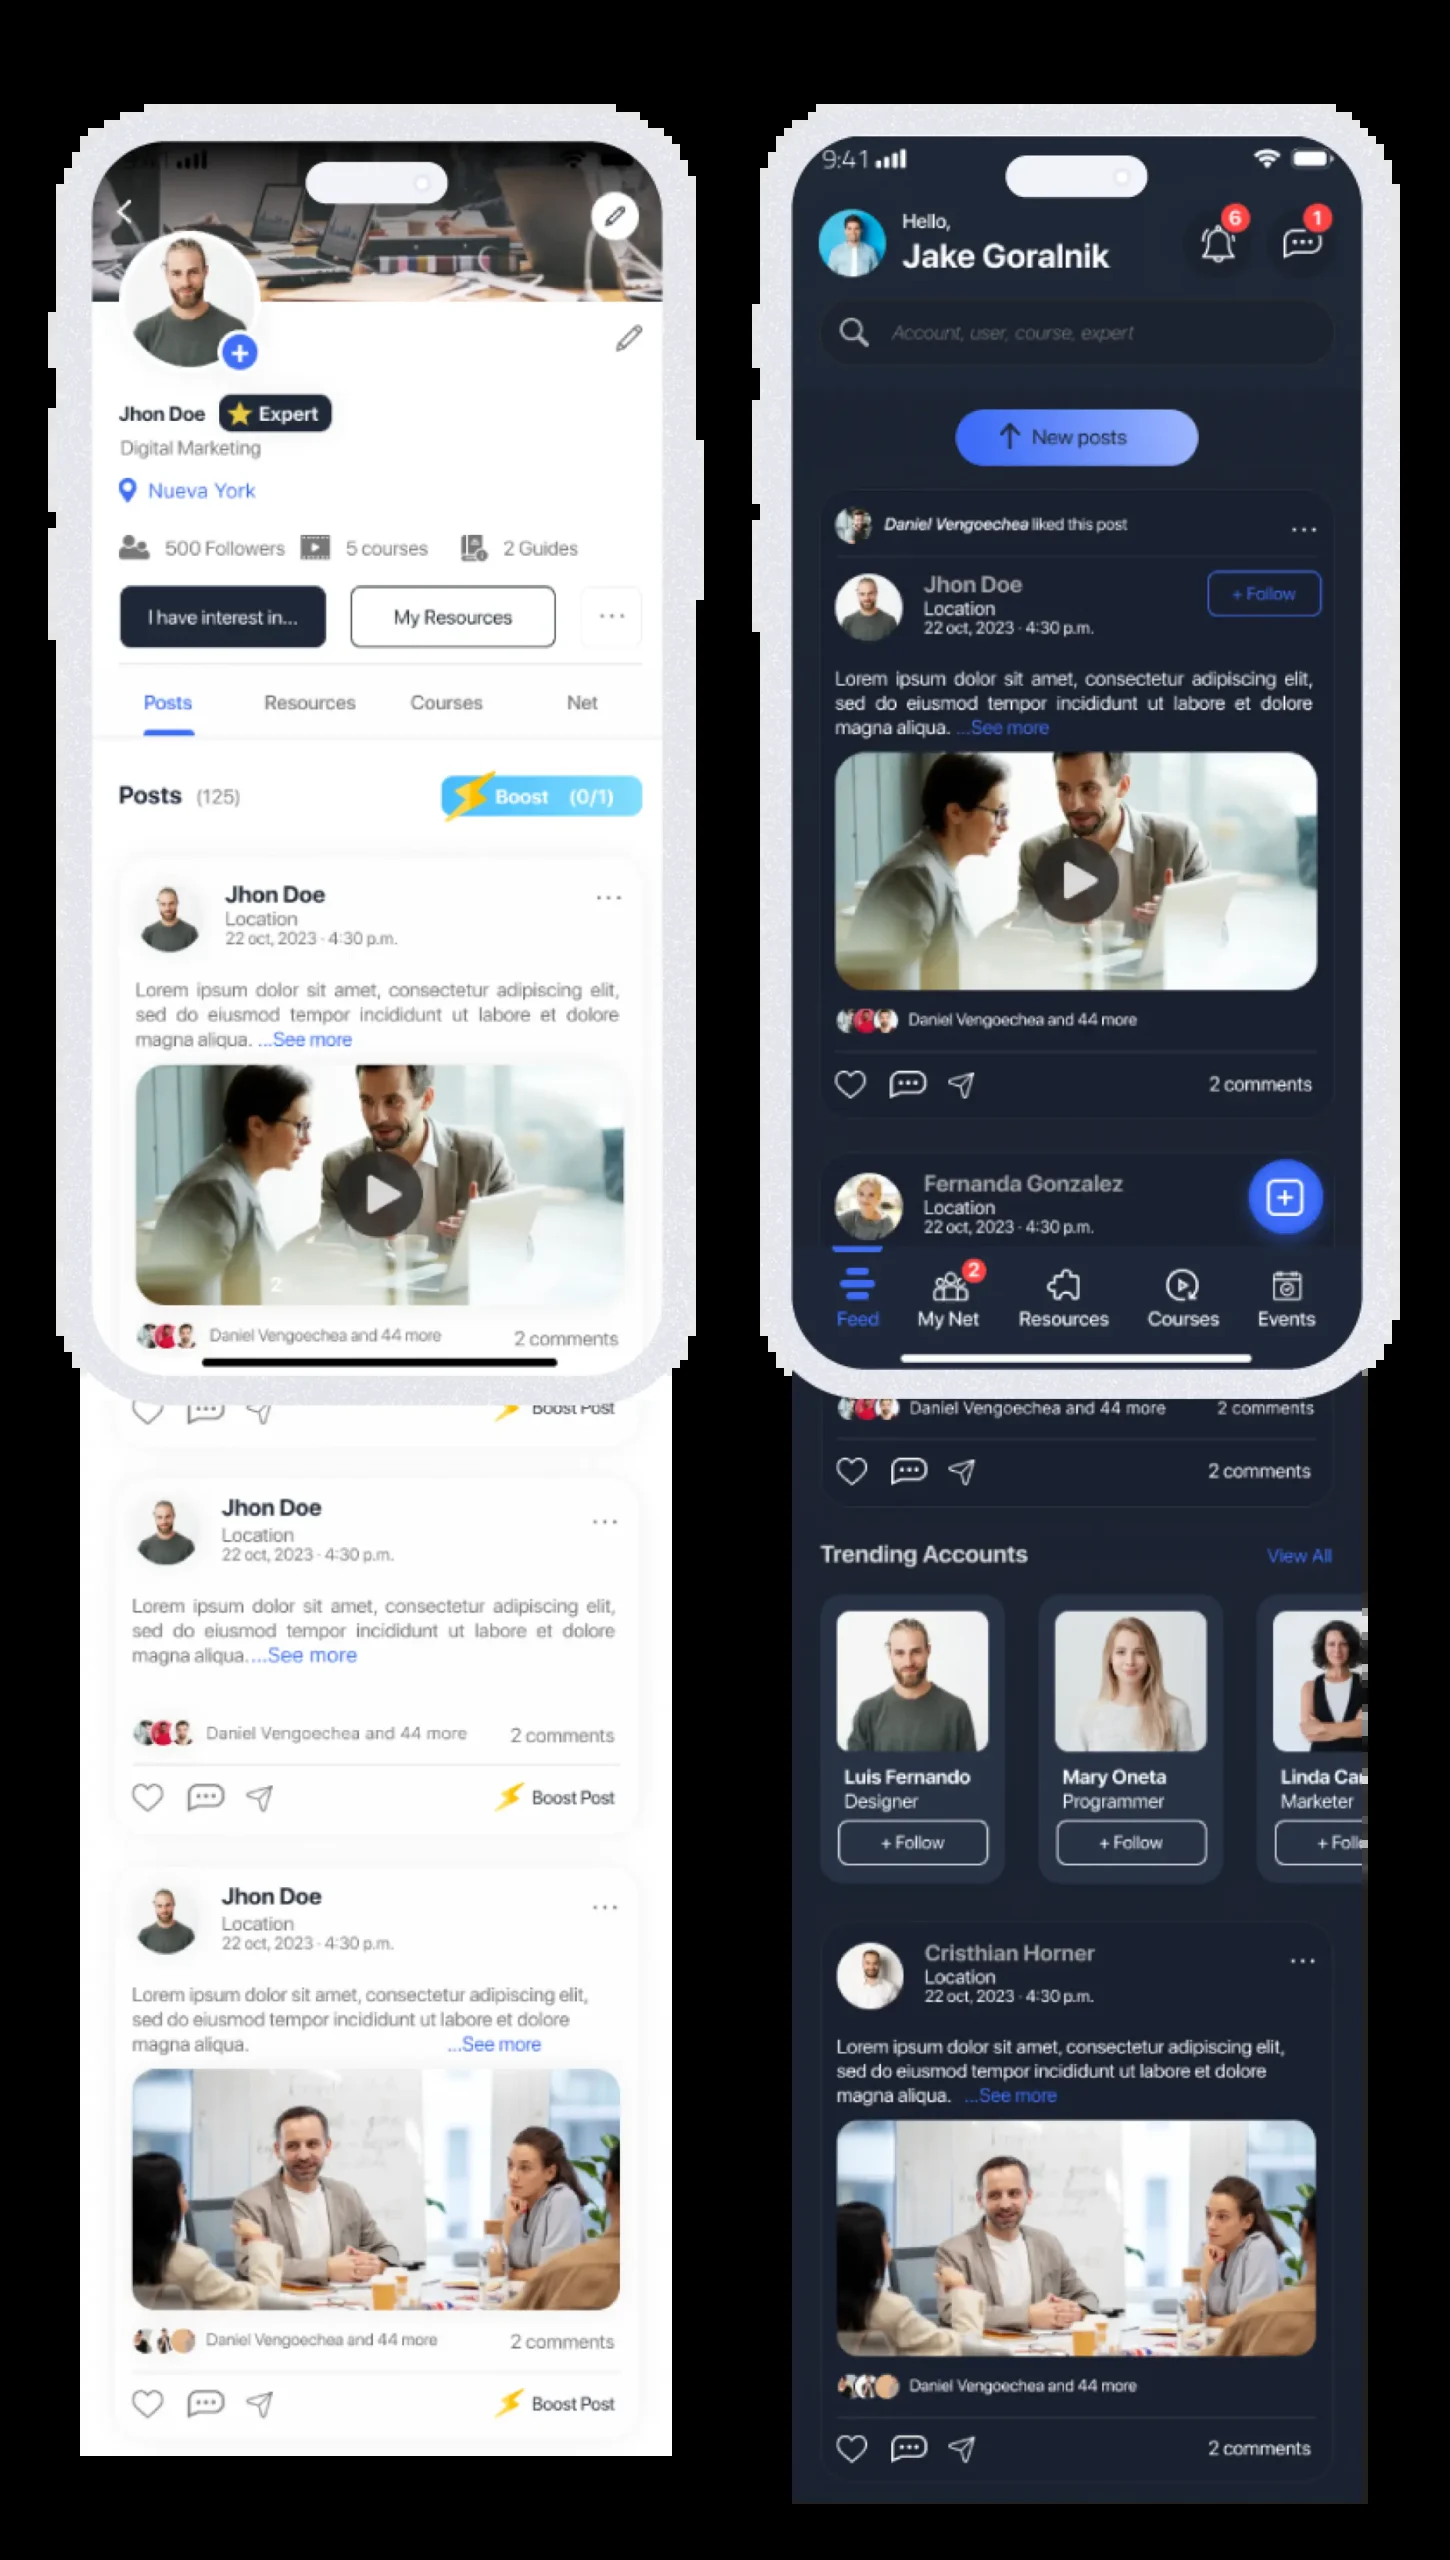 Jhon Doe
Expert
Digital Marketing
Nueva York
500 Followers
5 courses
2 Guides
I have interest in...
My Resources
Posts
Resources
Courses
Net
Posts (125)
Boost (0/1)
Jhon Doe
Location
22 oct, 2023 · 4:30 p.m.
Lorem ipsum dolor sit amet, consectetur adipiscing elit,
sed do eiusmod tempor incididunt ut labore et dolore
magna aliqua. ...See more
2
Daniel Vengoechea and 44 more
2 comments
Boost Post
Jhon Doe
Location
22 oct, 2023 · 4:30 p.m.
Lorem ipsum dolor sit amet, consectetur adipiscing elit,
sed do eiusmod tempor incididunt ut labore et dolore
magna aliqua....See more
Daniel Vengoechea and 44 more
2 comments
Boost Post
Jhon Doe
Location
22 oct, 2023 · 4:30 p.m.
Lorem ipsum dolor sit amet, consectetur adipiscing elit,
sed do eiusmod tempor incididunt ut labore et dolore
magna aliqua. ...See more
Daniel Vengoechea and 44 more
2 comments
Boost Post
9:41
Hello,
Jake Goralnik
6
1
Account, user, course, expert
New posts
Daniel Vengoechea liked this post
Jhon Doe
Location
22 oct, 2023 · 4:30 p.m.
+ Follow
Lorem ipsum dolor sit amet, consectetur adipiscing elit,
sed do eiusmod tempor incididunt ut labore et dolore
magna aliqua. ...See more
Daniel Vengoechea and 44 more
2 comments
Fernanda Gonzalez
Location
22 oct, 2023 · 4:30 p.m.
Feed
2
My Net
Resources
Courses
Events
Daniel Vengoechea and 44 more
2 comments
2 comments
Trending Accounts
View All
Luis Fernando
Designer
+ Follow
Mary Oneta
Programmer
+ Follow
Linda
Marketer
+
Cristhian Horner
Location
22 oct, 2023 · 4:30 p.m.
Lorem ipsum dolor sit amet, consectetur adipiscing elit,
sed do eiusmod tempor incididunt ut labore et dolore
magna aliqua. ...See more
Daniel Vengoechea and 44 more
2 comments